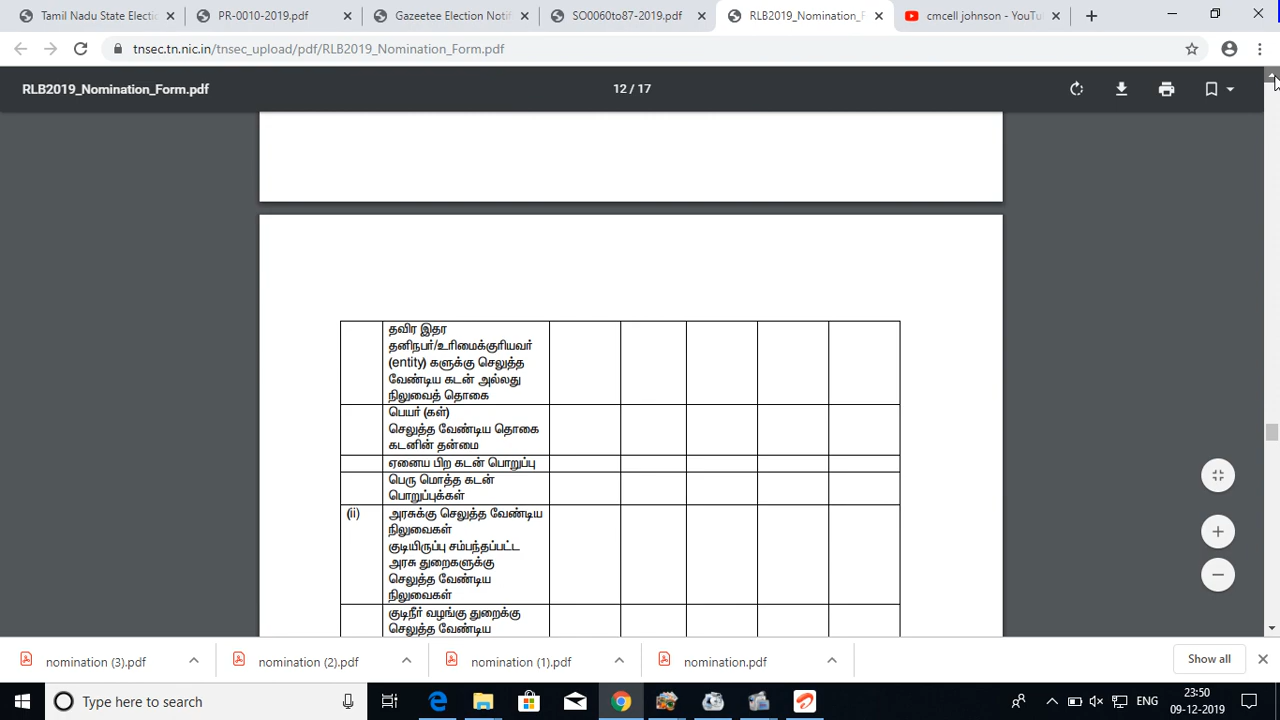 Tamil Nadu State Electi
PR-0010-2019.pdf
Gazeetee Election Notif
SO0060to87-2019.pdf
RLB2019_Nomination_F
cmcell johnson - YouTu
tnsec.tn.nic.in/tnsec_upload/pdf/RLB2019_Nomination_Form.pdf
RLB2019_Nomination_Form.pdf
12 / 17
தவிர இதர
தனிநபர்/உரிமைக்குரியவர்
(entity) களுக்கு செலுத்த
வேண்டிய கடன் அல்லது
நிலுவைத் தொகை
பெயர் (கள்)
செலுத்த வேண்டிய தொகை
கடனின் தன்மை
ஏனைய பிற கடன் பொறுப்பு
பெரு மொத்த கடன்
பொறுப்புக்கள்
(ii) அரசுக்கு செலுத்த வேண்டிய
நிலுவைகள்
குடியிருப்பு சம்பந்தப்பட்ட
அரசு துறைகளுக்கு
செலுத்த வேண்டிய
நிலுவைகள்
குடிநீர் வழங்கு துறைக்கு
செலுத்த வேண்டிய
nomination (3).pdf
nomination (2).pdf
nomination (1).pdf
nomination.pdf
Show all
Type here to search
ENG
23:50
09-12-2019